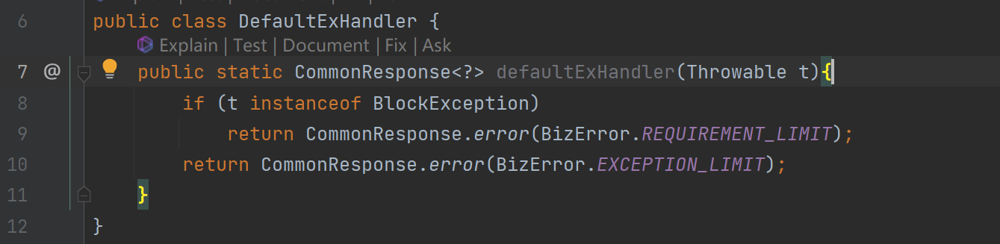 6 public class DefaultExHandler {
Explain | Test | Document | Fix | Ask
7 @ public static CommonResponse<?> defaultExHandler(Throwable t){
8 if (t instanceof BlockException)
9 return CommonResponse.error(BizError.REQUIREMENT_LIMIT);
10 return CommonResponse.error(BizError.EXCEPTION_LIMIT);
11 }
12 }